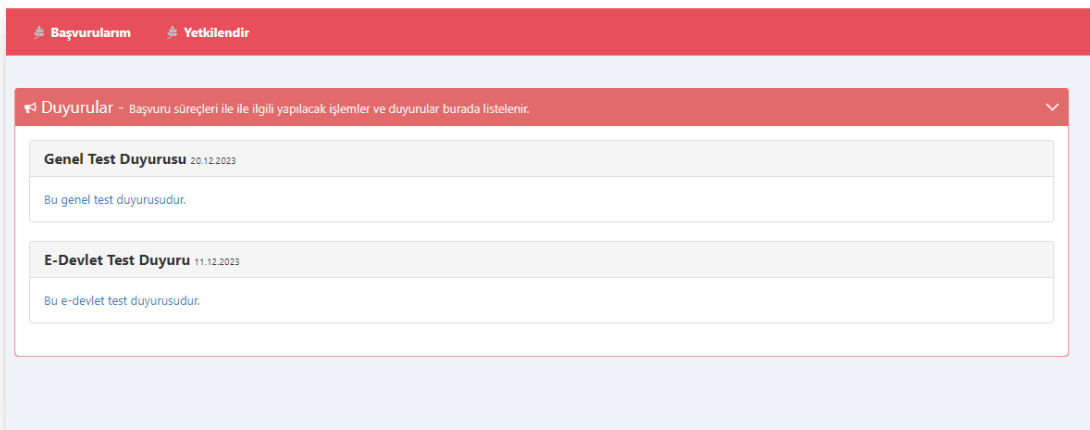 Başvurularım Yetkilendir
Duyurular - Başvuru süreçleri ile ile ilgili yapılacak işlemler ve duyurular burada listelenir.
Genel Test Duyurusu 20.12.2023
Bu genel test duyurusudur.
E-Devlet Test Duyuru 11.12.2023
Bu e-devlet test duyurusudur.